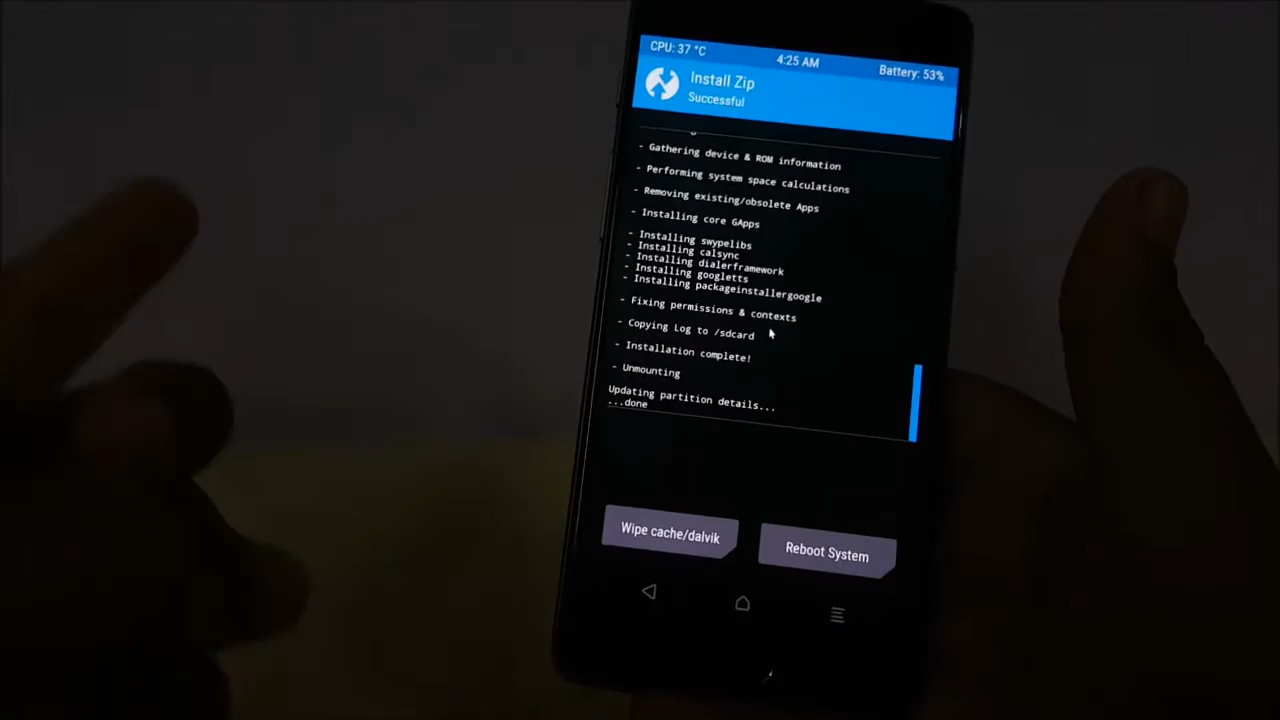 CPU: 37 °C 4:25 AM Battery: 53%
Install Zip
Successful
- Gathering device & ROM information
- Performing system space calculations
- Removing existing/obsolete Apps
- Installing core GApps
- Installing swypelibs
- Installing calsync
- Installing dialerframework
- Installing googletts
- Installing packageinstallergoogle
- Fixing permissions & contexts
- Copying Log to /sdcard
- Installation complete!
- Unmounting
Updating partition details...
...done
Wipe cache/dalvik Reboot System